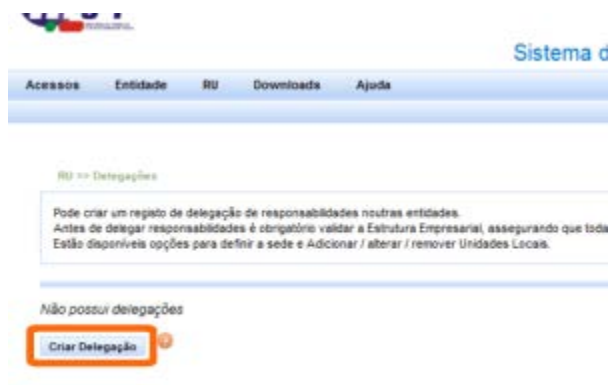 Sistema d
Acessos Entidade RU Downloads Ajuda
RU >> Delegações
Pode criar um registo de delegação de responsabilidades noutras entidades.
Antes de delegar responsabilidades é obrigatório validar a Estrutura Empresarial, assegurando que toda
Estão disponíveis opções para definir a sede e Adicionar / alterar / remover Unidades Locais.
Não possui delegações
Criar Delegação